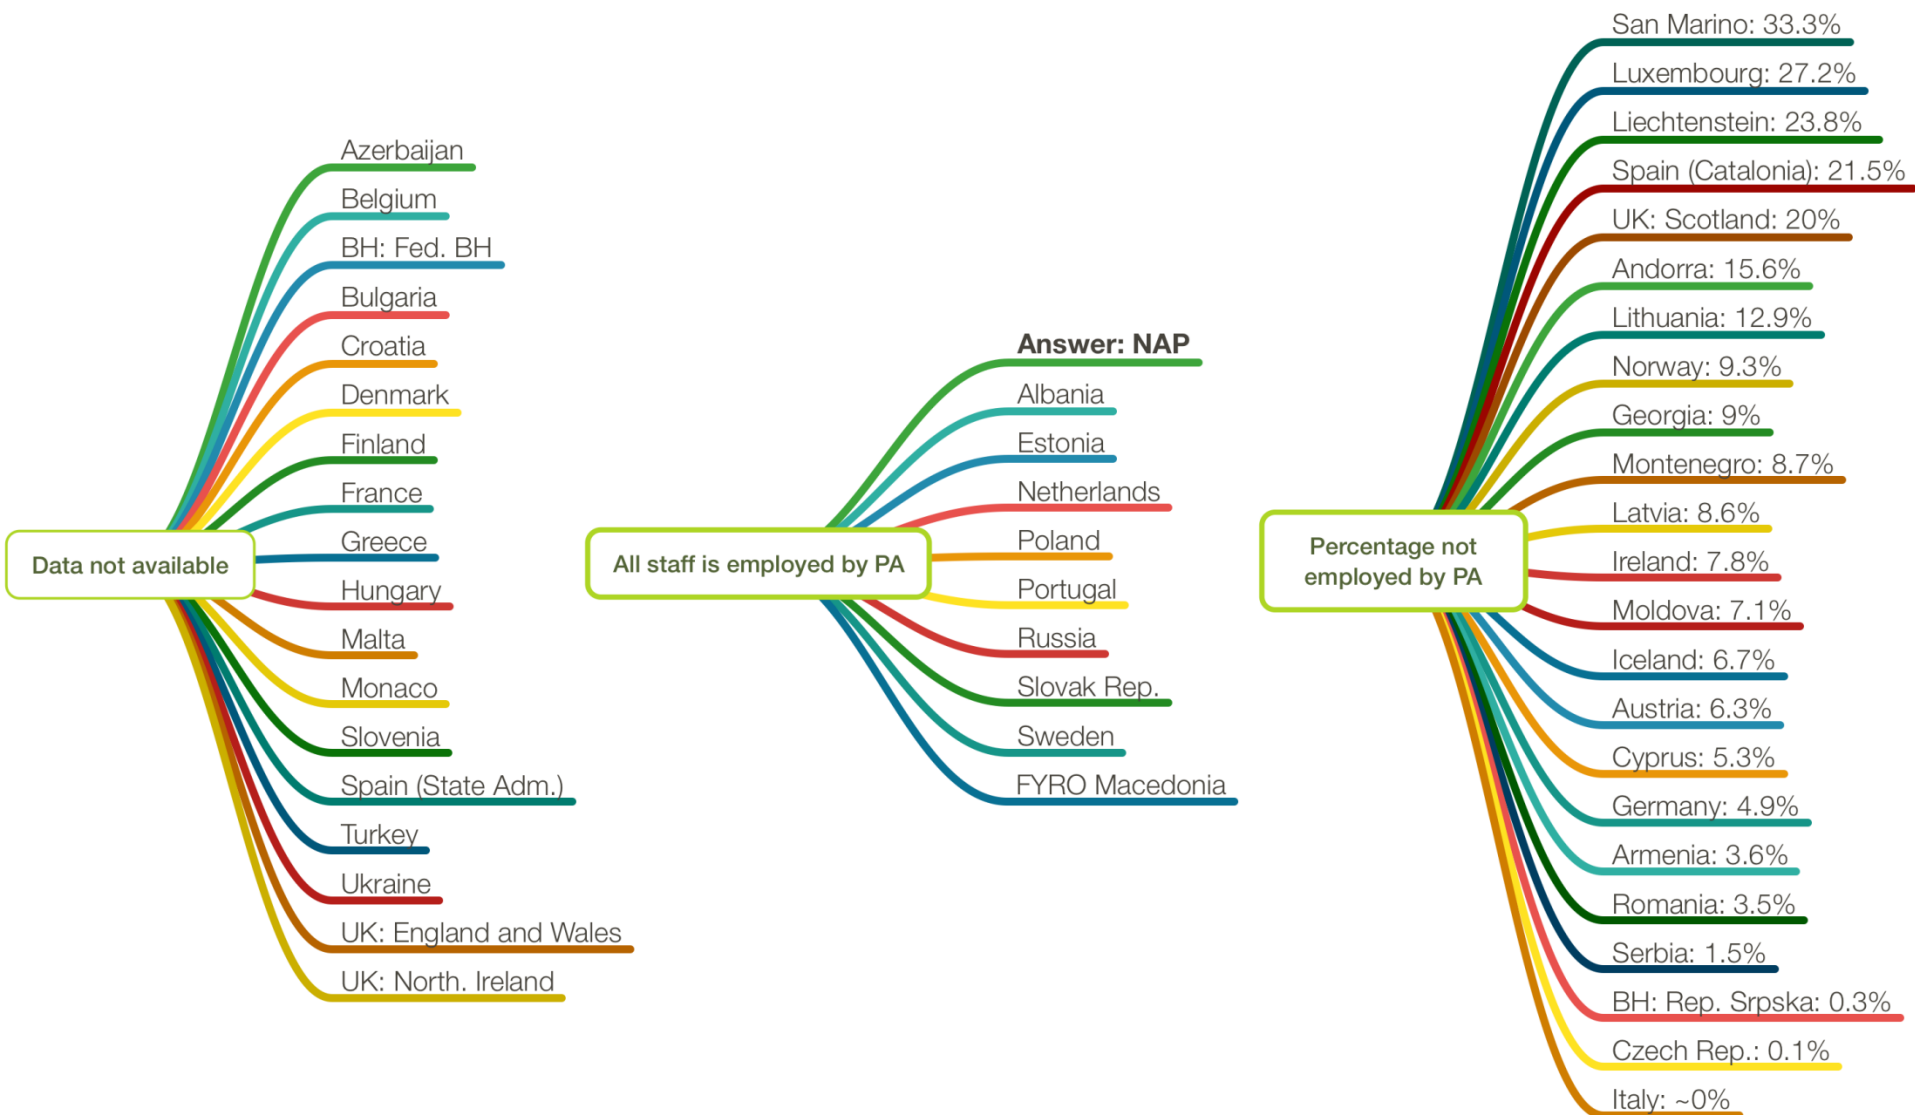 Data not available
Azerbaijan
Belgium
BH: Fed. BH
Bulgaria
Croatia
Denmark
Finland
France
Greece
Hungary
Malta
Monaco
Slovenia
Spain (State Adm.)
Turkey
Ukraine
UK: England and Wales
UK: North. Ireland
All staff is employed by PA
Answer: NAP
Albania
Estonia
Netherlands
Poland
Portugal
Russia
Slovak Rep.
Sweden
FYRO Macedonia
Percentage not
employed by PA
San Marino: 33.3%
Luxembourg: 27.2%
Liechtenstein: 23.8%
Spain (Catalonia): 21.5%
UK: Scotland: 20%
Andorra: 15.6%
Lithuania: 12.9%
Norway: 9.3%
Georgia: 9%
Montenegro: 8.7%
Latvia: 8.6%
Ireland: 7.8%
Moldova: 7.1%
Iceland: 6.7%
Austria: 6.3%
Cyprus: 5.3%
Germany: 4.9%
Armenia: 3.6%
Romania: 3.5%
Serbia: 1.5%
BH: Rep. Srpska: 0.3%
Czech Rep.: 0.1%
Italy: ~0%